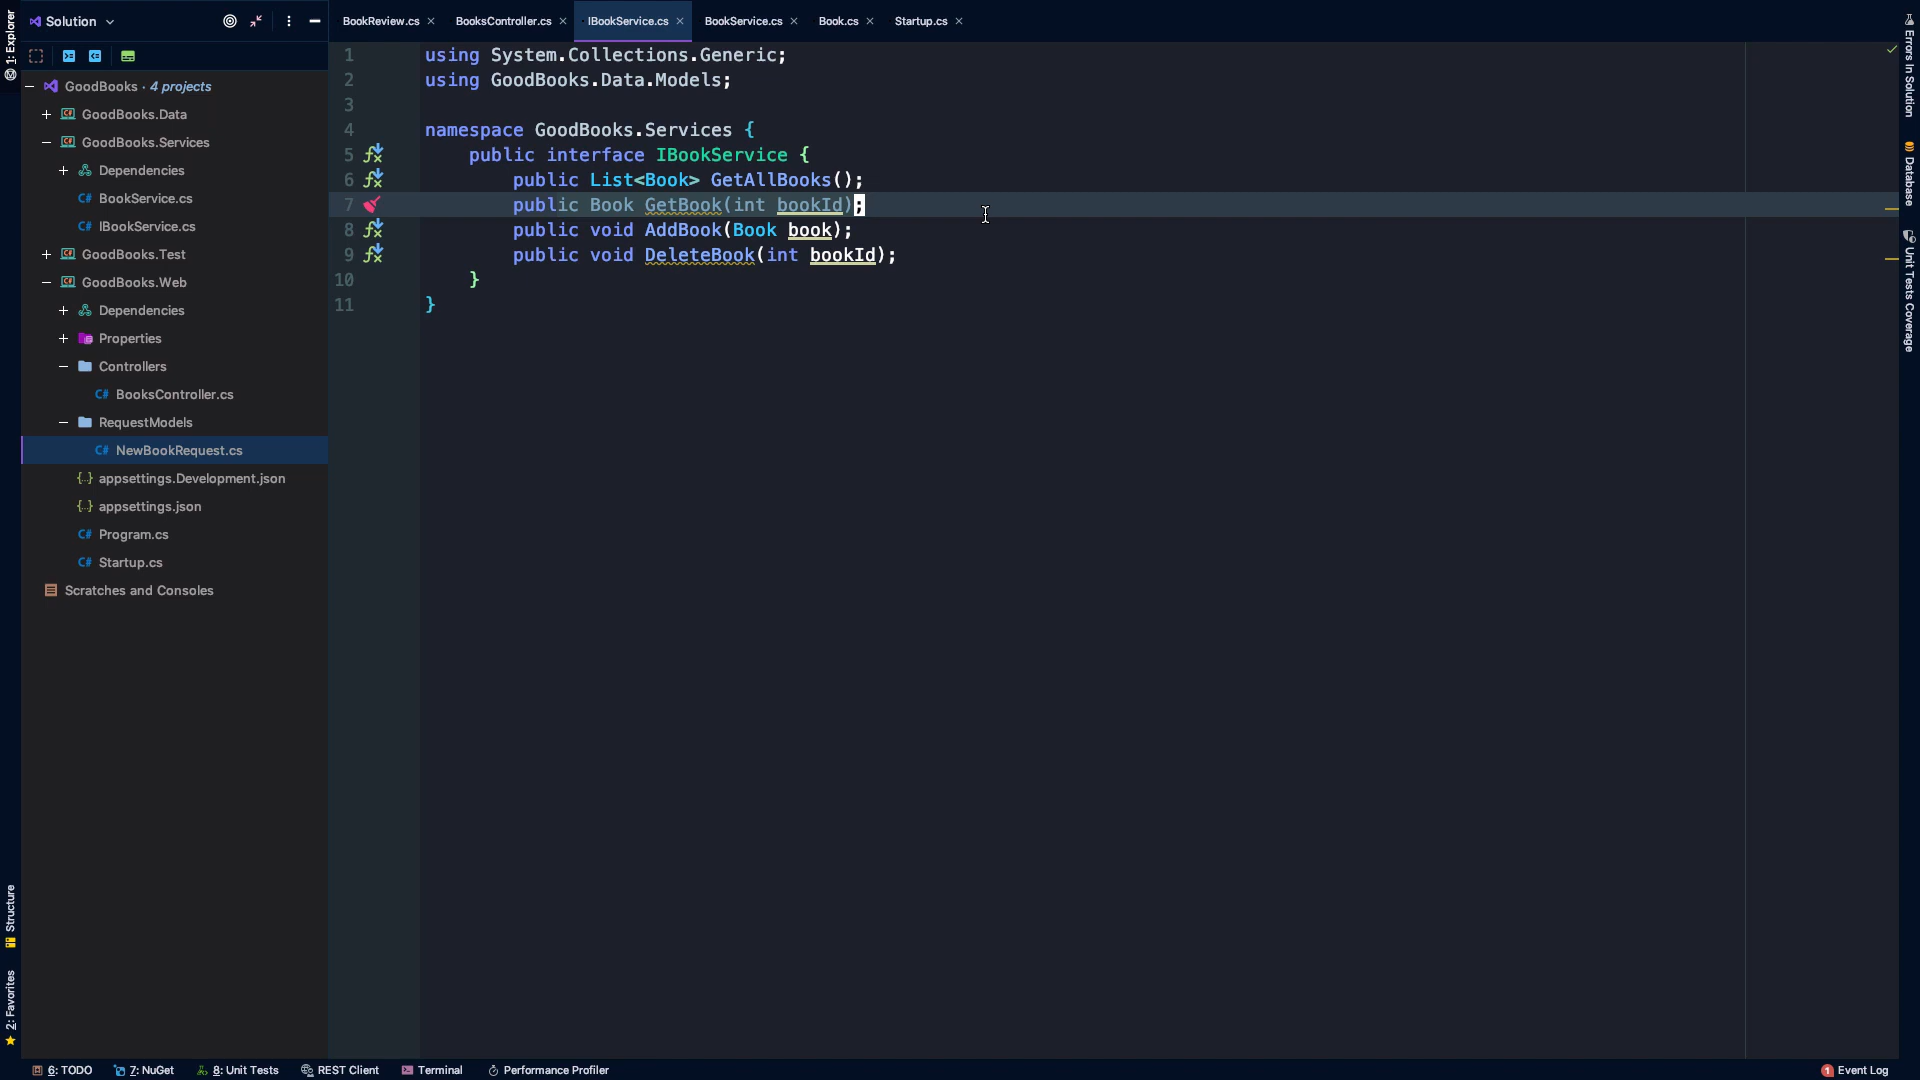 1: Explorer
Solution
BookReview.cs
BooksController.cs
IBookService.cs
BookService.cs
Book.cs
Startup.cs
GoodBooks · 4 projects
GoodBooks.Data
GoodBooks.Services
Dependencies
BookService.cs
IBookService.cs
GoodBooks.Test
GoodBooks.Web
Dependencies
Properties
Controllers
BooksController.cs
RequestModels
NewBookRequest.cs
appsettings.Development.json
appsettings.json
Program.cs
Startup.cs
Scratches and Consoles
1 using System.Collections.Generic;
2 using GoodBooks.Data.Models;
3
4 namespace GoodBooks.Services {
5 public interface IBookService {
6 public List<Book> GetAllBooks();
7 public Book GetBook(int bookId);
8 public void AddBook(Book book);
9 public void DeleteBook(int bookId);
10 }
11 }
Errors In Solution
Database
Unit Tests Coverage
Structure
2: Favorites
6: TODO
7: NuGet
8: Unit Tests
REST Client
Terminal
Performance Profiler
1 Event Log